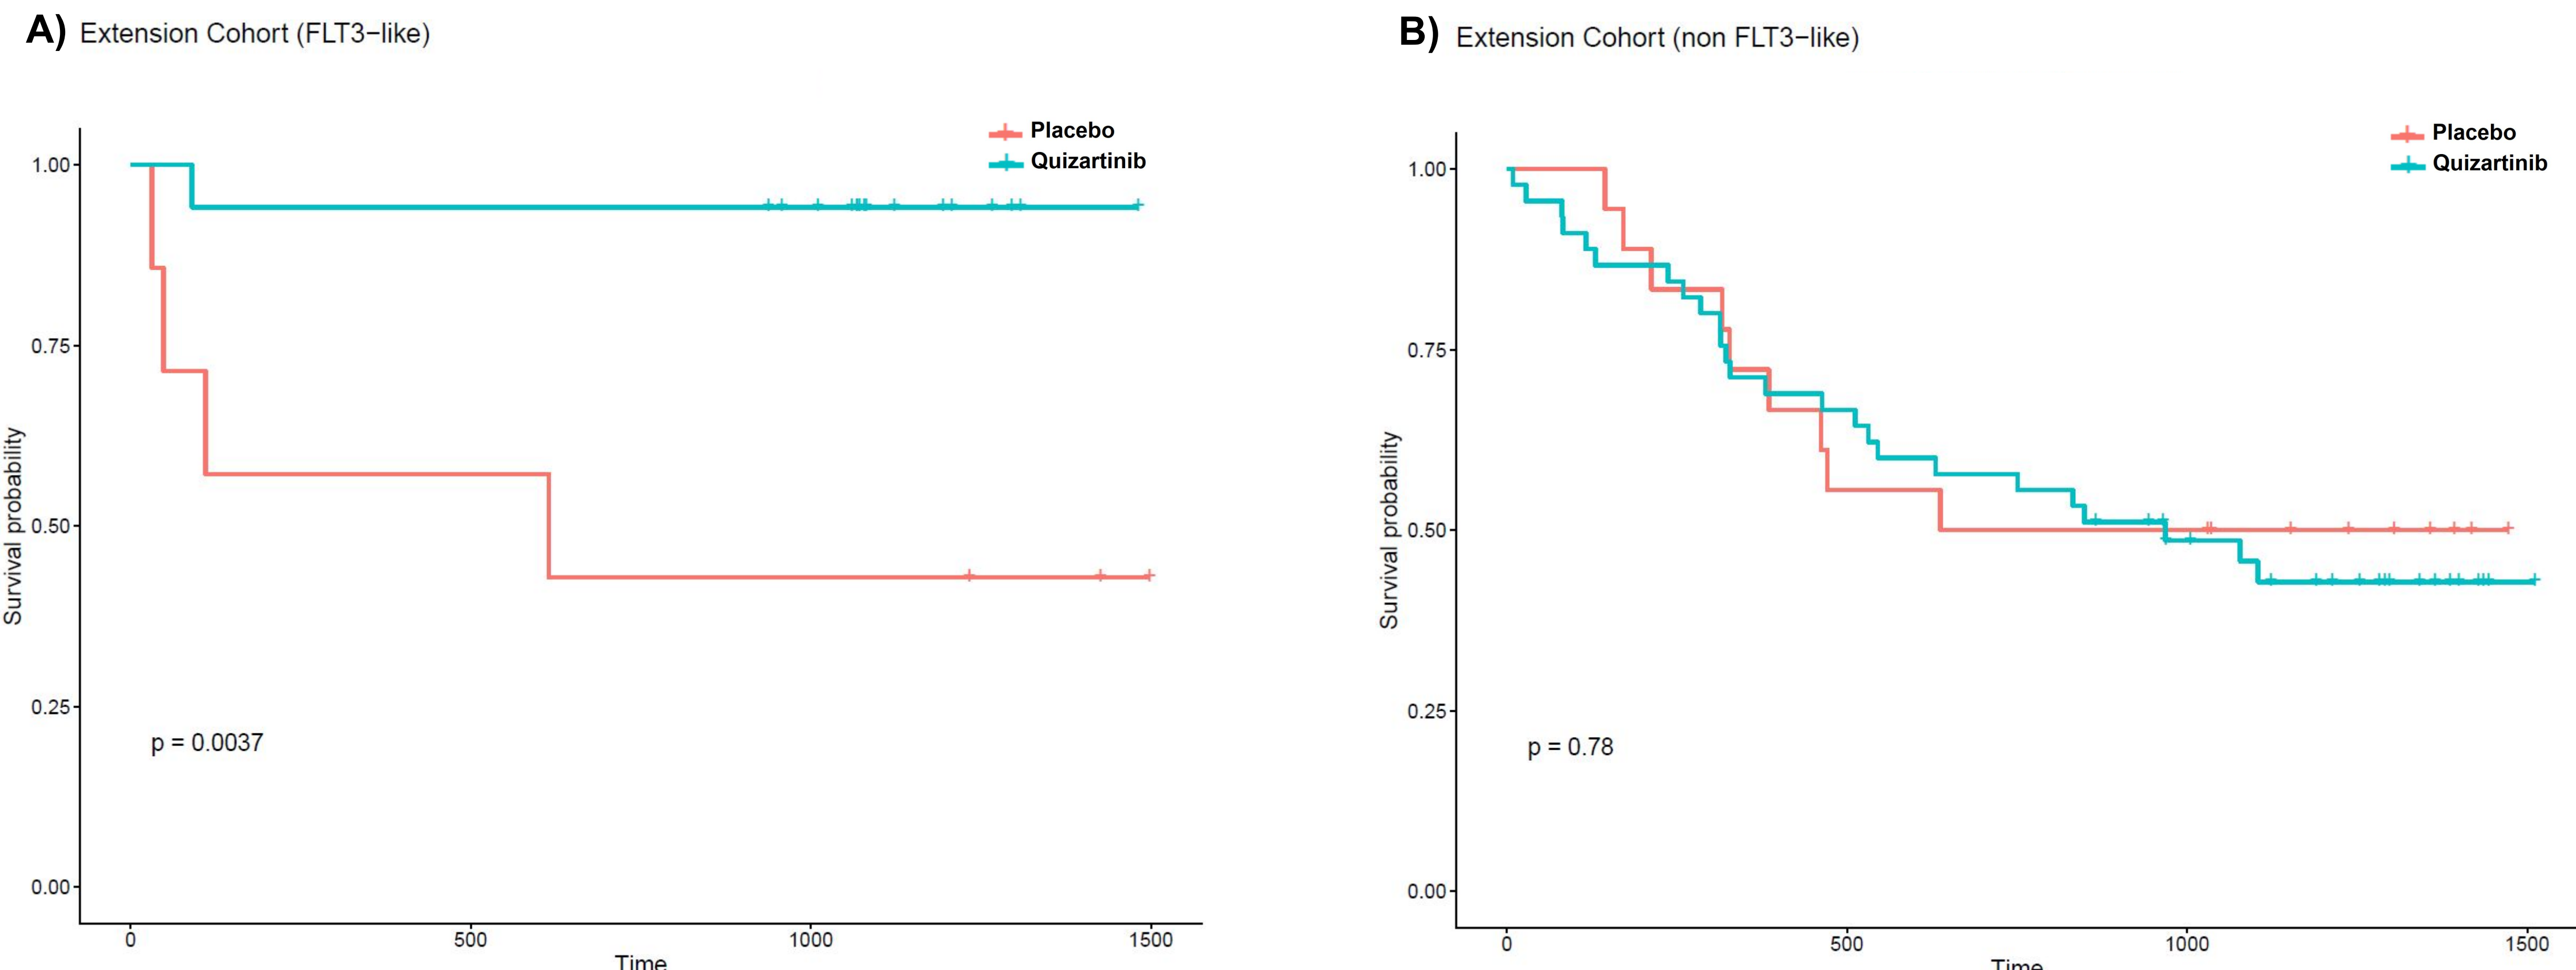 A) Extension Cohort (FLT3−like)
Placebo
Quizartinib
1.00
0.75
0.50
0.25
0.00
Survival probability
p = 0.0037
0 500 1000 1500
Time
B) Extension Cohort (non FLT3−like)
Placebo
Quizartinib
1.00
0.75
0.50
0.25
0.00
Survival probability
p = 0.78
0 500 1000 1500
Time